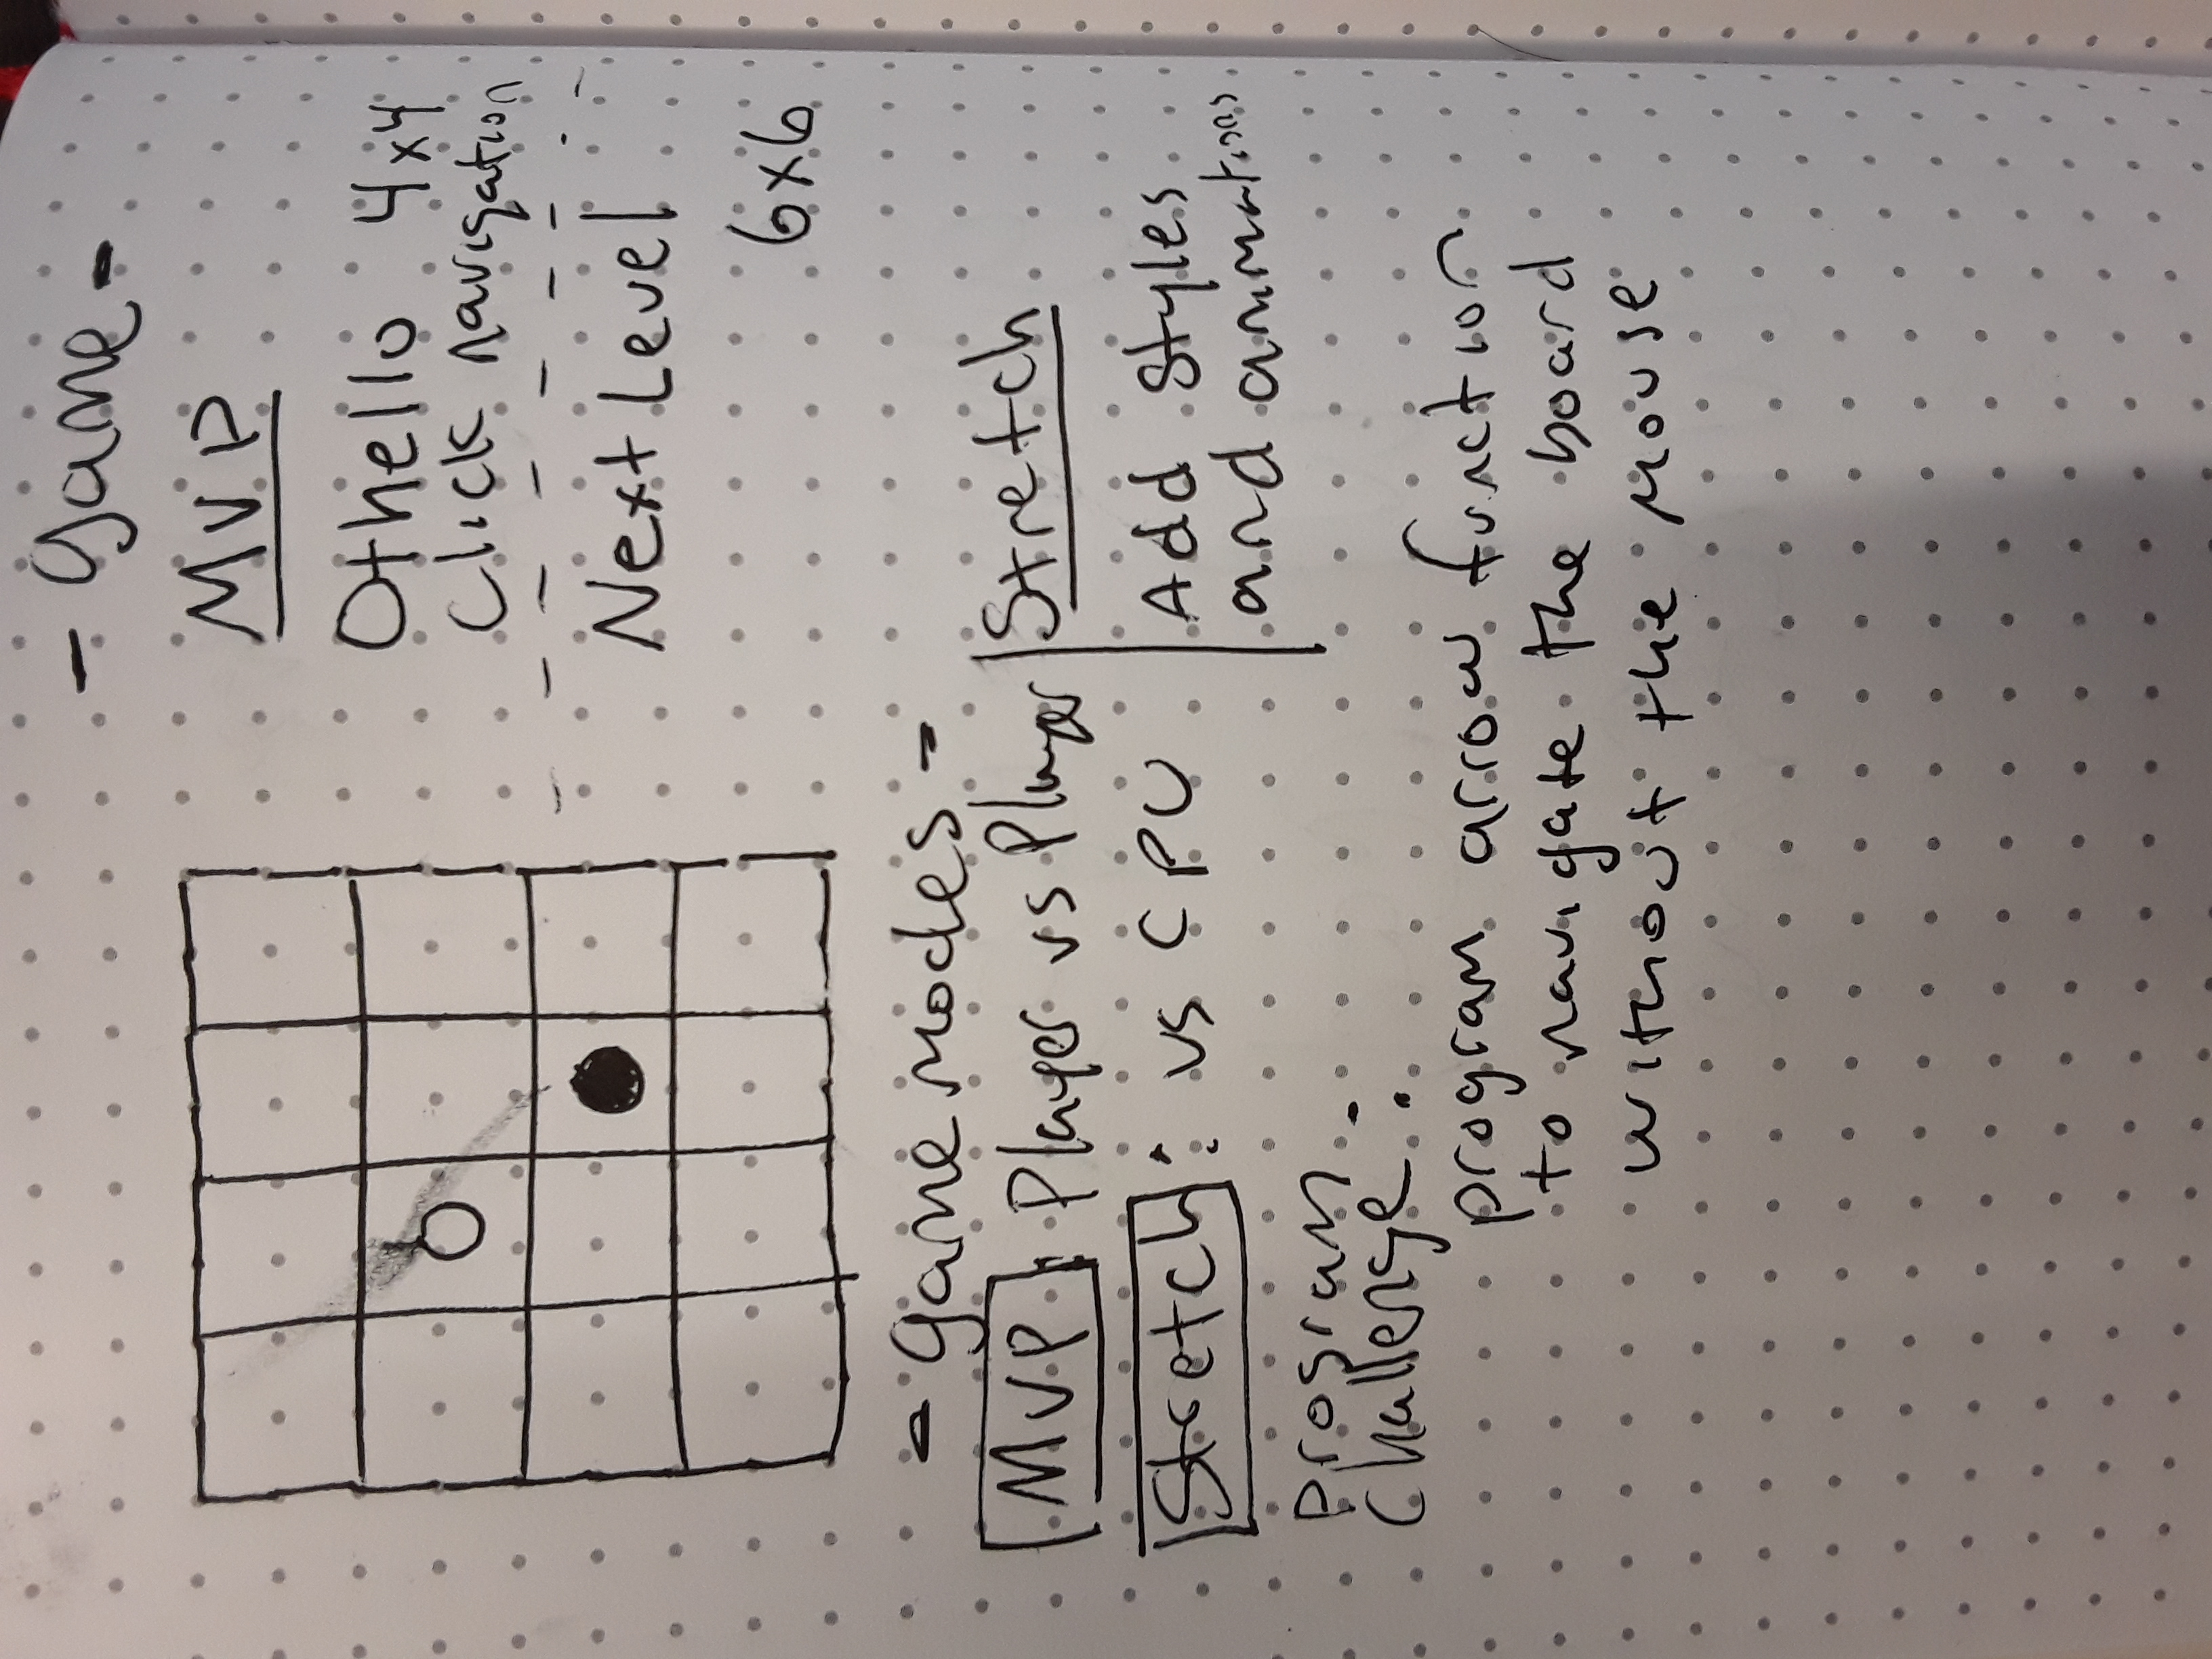 - Game -
MVP
Othello 4x4
Click navigation
Next Level
6x6
- Game Modes -
MVP: Player vs Player
Stretch: vs CPU
Stretch
Add styles
and animations
Program
Challenge:
program arrow function
to navigate the board
without the mouse